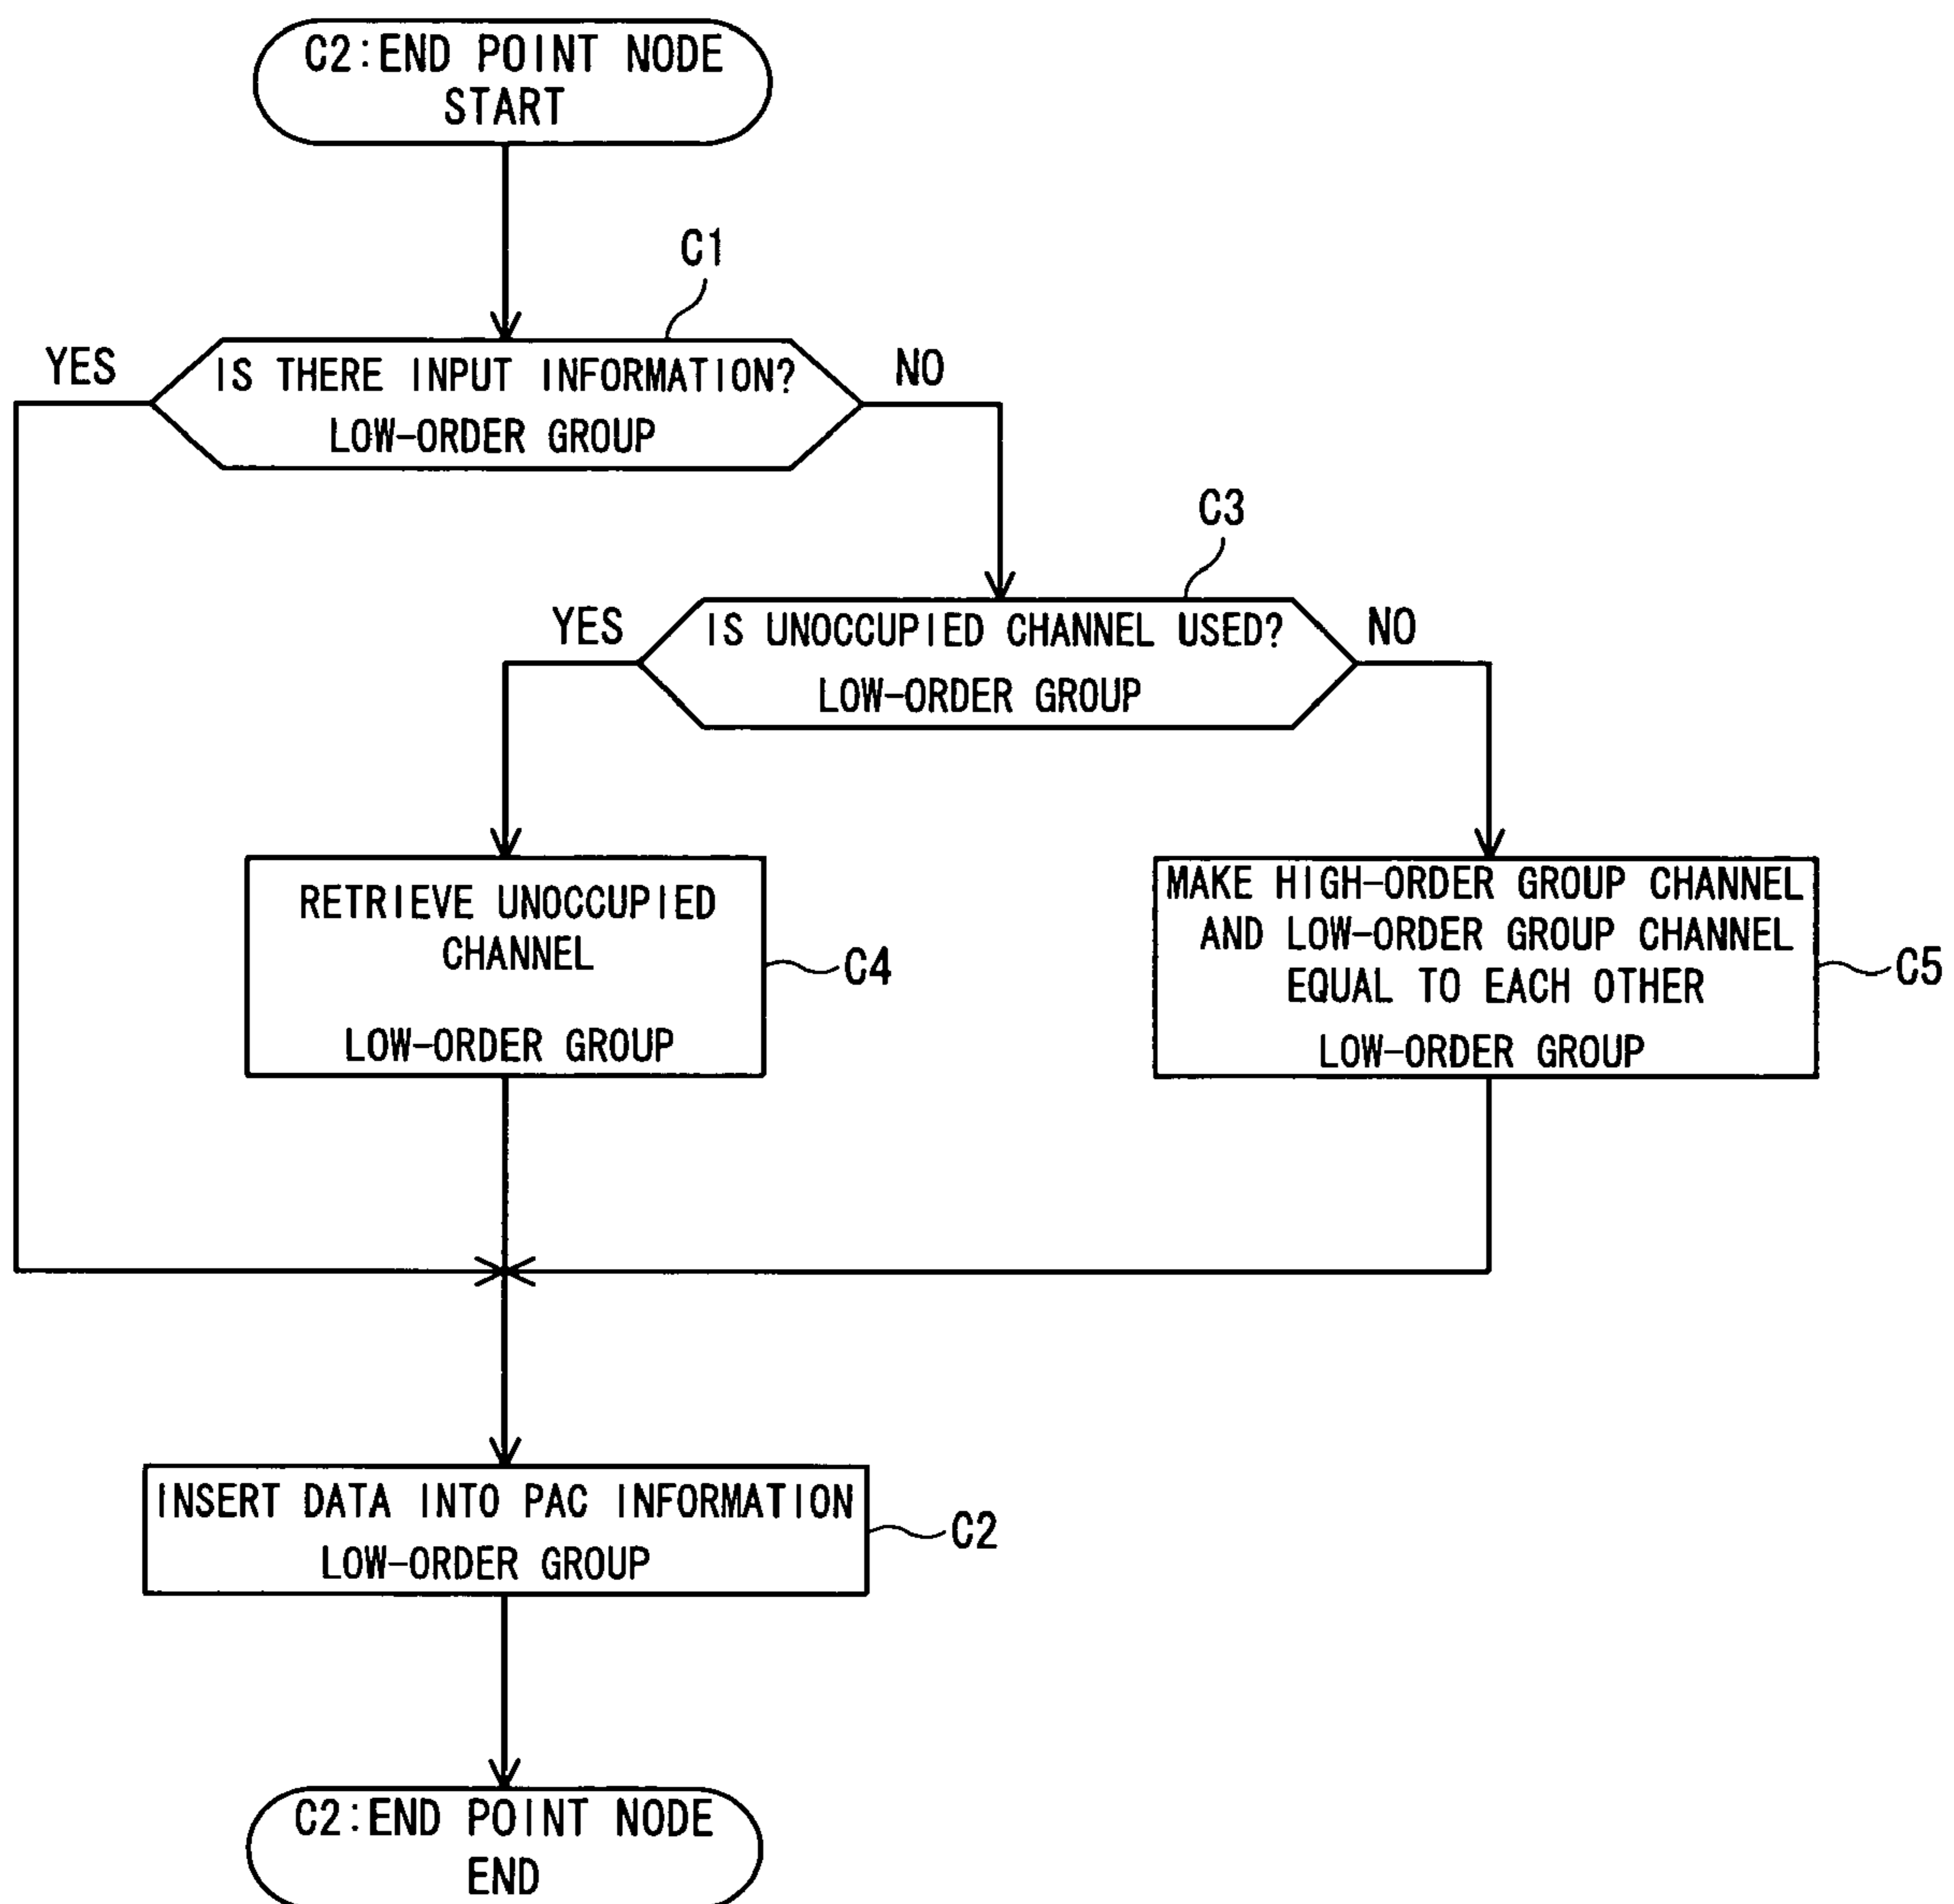 C2:END POINT NODE
START
C1
YES
IS THERE INPUT INFORMATION?
NO
LOW-ORDER GROUP
C3
YES
IS UNOCCUPIED CHANNEL USED?
NO
LOW-ORDER GROUP
RETRIEVE UNOCCUPIED
CHANNEL
LOW-ORDER GROUP
C4
MAKE HIGH-ORDER GROUP CHANNEL
AND LOW-ORDER GROUP CHANNEL
EQUAL TO EACH OTHER
LOW-ORDER GROUP
C5
INSERT DATA INTO PAC INFORMATION
LOW-ORDER GROUP
C2
C2:END POINT NODE
END